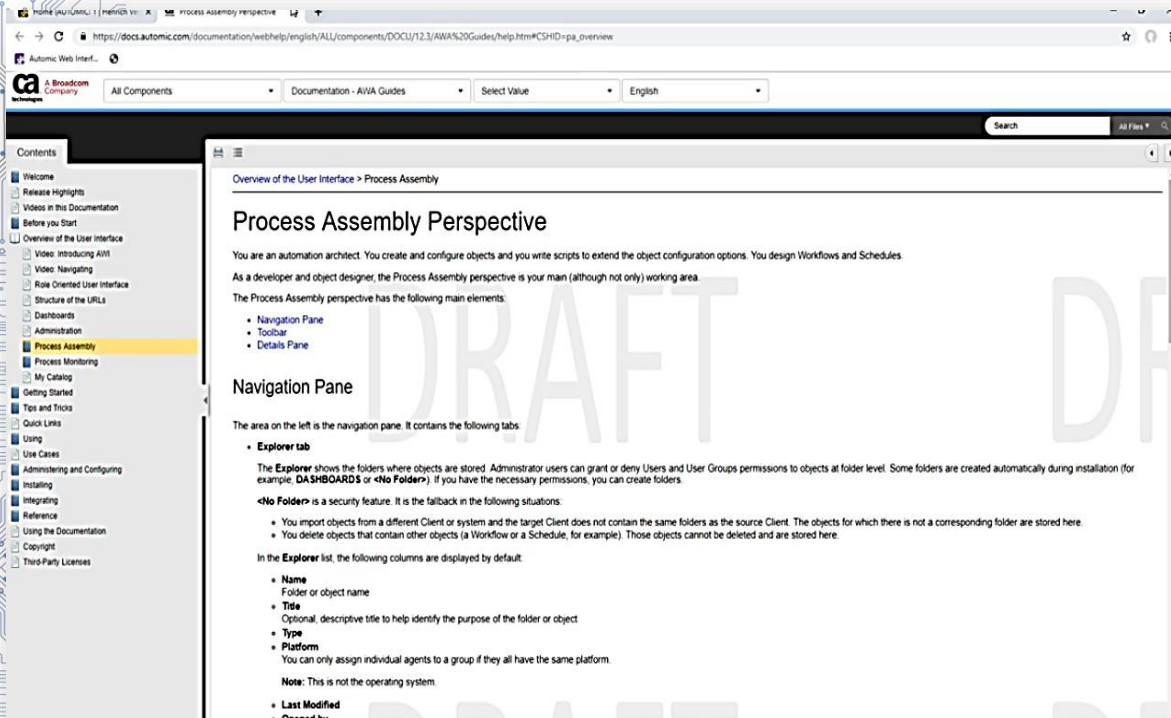 Home (AUTOMIC: 1 | Henrich Ve
Process Assembly Perspective
https://docs.automic.com/documentation/webhelp/english/ALL/components/DOCU/12.3/AWA%20Guides/help.htm#CSHID=pa_overview
Automic Web Interf...
ca technologies
A Broadcom Company
All Components
Documentation - AWA Guides
Select Value
English
Search
All Files
Contents
Welcome
Release Highlights
Videos in this Documentation
Before you Start
Overview of the User Interface
Video: Introducing AWI
Video: Navigating
Role Oriented User Interface
Structure of the URLs
Dashboards
Administration
Process Assembly
Process Monitoring
My Catalog
Getting Started
Tips and Tricks
Quick Links
Using
Use Cases
Administering and Configuring
Installing
Integrating
Reference
Using the Documentation
Copyright
Third-Party Licenses
Overview of the User Interface > Process Assembly
Process Assembly Perspective
You are an automation architect. You create and configure objects and you write scripts to extend the object configuration options. You design Workflows and Schedules.
As a developer and object designer, the Process Assembly perspective is your main (although not only) working area.
The Process Assembly perspective has the following main elements:
• Navigation Pane
• Toolbar
• Details Pane
DRAFT
Navigation Pane
The area on the left is the navigation pane. It contains the following tabs:
• Explorer tab
The Explorer shows the folders where objects are stored. Administrator users can grant or deny Users and User Groups permissions to objects at folder level. Some folders are created automatically during installation (for
example, DASHBOARDS or <No Folder>). If you have the necessary permissions, you can create folders.
<No Folder> is a security feature. It is the fallback in the following situations:
You import objects from a different Client or system and the target Client does not contain the same folders as the source Client. The objects for which there is not a corresponding folder are stored here.
You delete objects that contain other objects (a Workflow or a Schedule, for example). Those objects cannot be deleted and are stored here.
In the Explorer list, the following columns are displayed by default:
Name
Folder or object name
Title
Optional, descriptive title to help identify the purpose of the folder or object
Type
Platform
You can only assign individual agents to a group if they all have the same platform.
Note: This is not the operating system.
Last Modified
Opened by